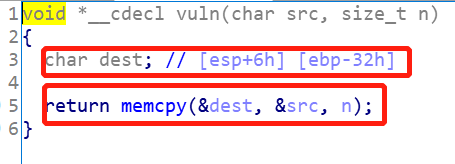 1 void *__cdecl vuln(char src, size_t n)
2 {
3 char dest; // [esp+6h] [ebp-32h]
4
5 return memcpy(&dest, &src, n);
6 }